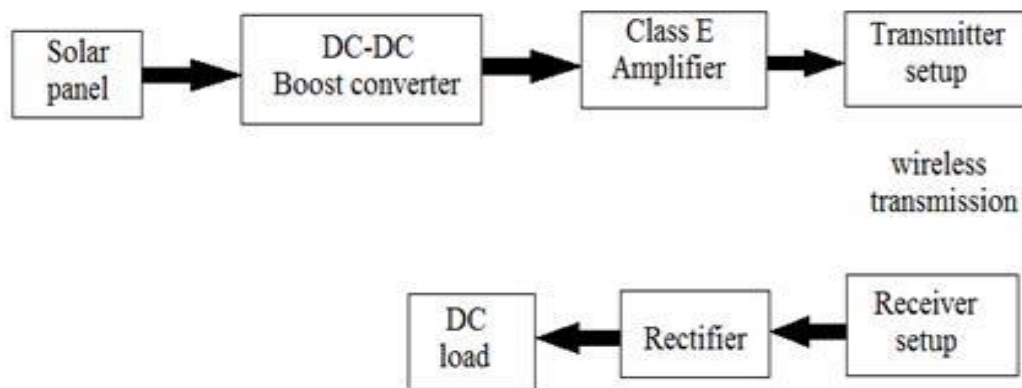 Solar
panel
DC-DC
Boost converter
Class E
Amplifier
Transmitter
setup
wireless
transmission
DC
load
Rectifier
Receiver
setup